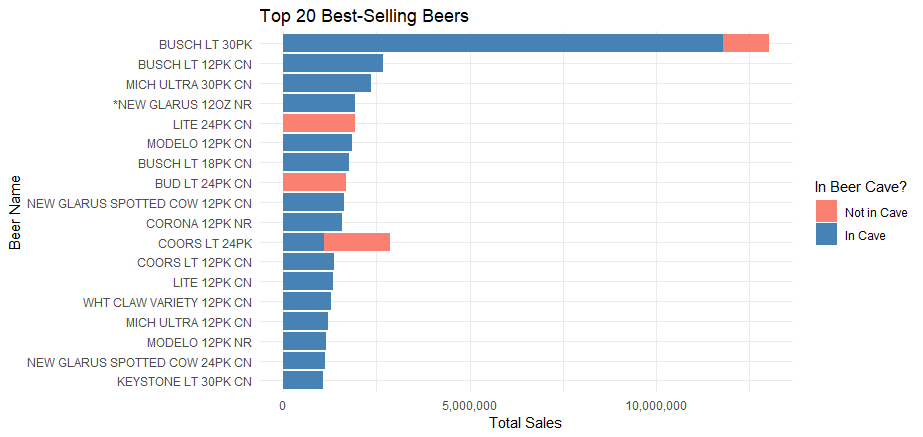 Top 20 Best-Selling Beers
Beer Name
BUSCH LT 30PK
BUSCH LT 12PK CN
MICH ULTRA 30PK CN
*NEW GLARUS 12OZ NR
LITE 24PK CN
MODELO 12PK CN
BUSCH LT 18PK CN
BUD LT 24PK CN
NEW GLARUS SPOTTED COW 12PK CN
CORONA 12PK NR
COORS LT 24PK
COORS LT 12PK CN
LITE 12PK CN
WHT CLAW VARIETY 12PK CN
MICH ULTRA 12PK CN
MODELO 12PK NR
NEW GLARUS SPOTTED COW 24PK CN
KEYSTONE LT 30PK CN
0 5,000,000 10,000,000
Total Sales
In Beer Cave?
Not in Cave
In Cave